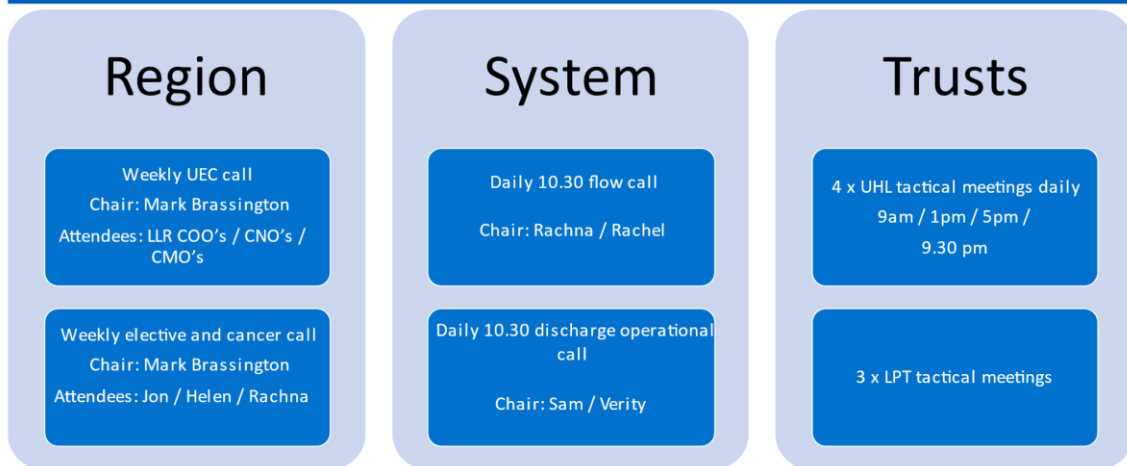 Region
Weekly UEC call
Chair: Mark Brassington
Attendees: LLR COO's / CNO's /
CMO's
Weekly elective and cancer call
Chair: Mark Brassington
Attendees: Jon / Helen / Rachna
System
Daily 10.30 flow call
Chair: Rachna / Rachel
Daily 10.30 discharge operational
call
Chair: Sam / Verity
Trusts
4 x UHL tactical meetings daily
9am / 1pm / 5pm /
9.30 pm
3 x LPT tactical meetings